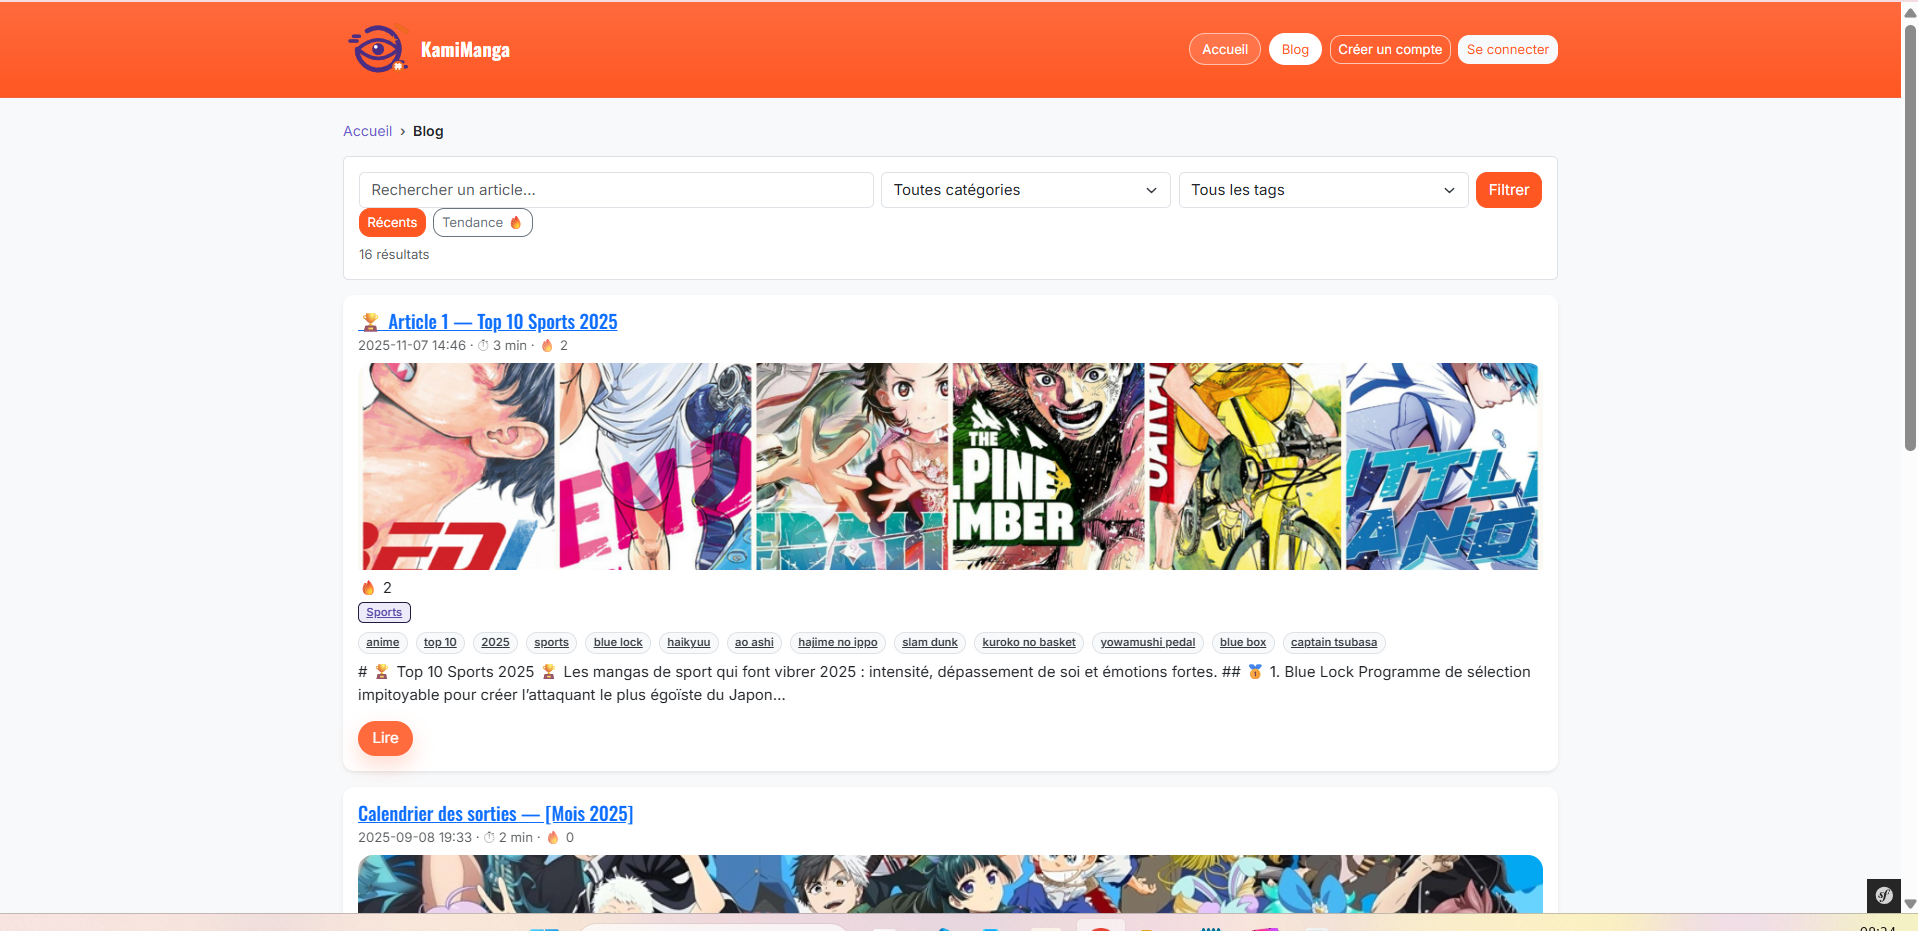 KamiManga
Accueil
Blog
Créer un compte
Se connecter
Accueil › Blog
Rechercher un article...
Toutes catégories
Tous les tags
Filtrer
Récents
Tendance 🔥
16 résultats
🏆 Article 1 — Top 10 Sports 2025
2025-11-07 14:46 · ⏱ 3 min · 🔥 2
THE
PINE
MBER
🔥 2
Sports
anime
top 10
2025
sports
blue lock
haikyuu
ao ashi
hajime no ippo
slam dunk
kuroko no basket
yowamushi pedal
blue box
captain tsubasa
# 🏆 Top 10 Sports 2025 🏆 Les mangas de sport qui font vibrer 2025 : intensité, dépassement de soi et émotions fortes. ## 🥇 1. Blue Lock Programme de sélection
impitoyable pour créer l’attaquant le plus égoïste du Japon...
Lire
Calendrier des sorties — [Mois 2025]
2025-09-08 19:33 · ⏱ 2 min · 🔥 0